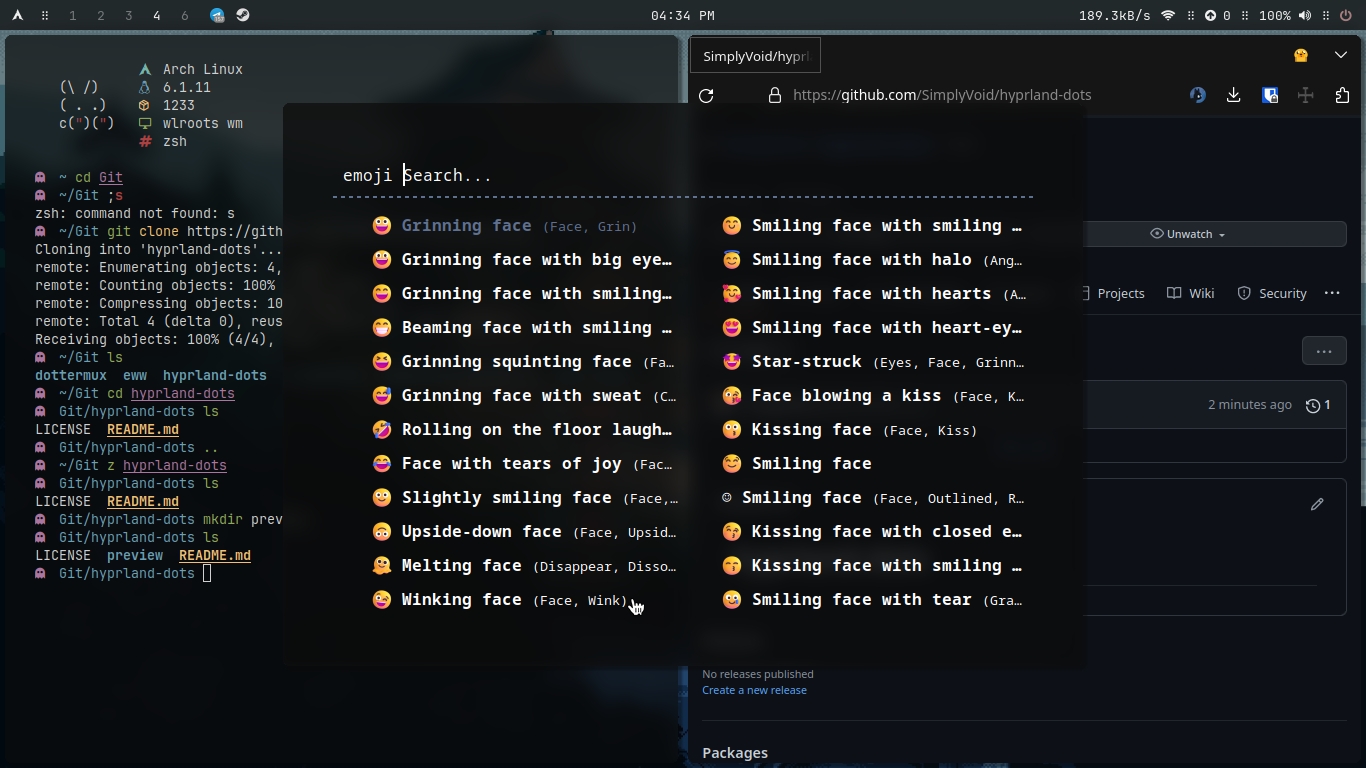 1 2 3 4 6
04:34 PM
189.3kB/s 0 100%
Arch Linux
(\ /) 6.1.11
( . .) 1233
c(")(") wlroots wm
# zsh
~ cd Git
~/Git ;s
zsh: command not found: s
~/Git git clone https://gith
Cloning into 'hyprland-dots'...
remote: Enumerating objects: 4,
remote: Counting objects: 100%
remote: Compressing objects: 10
remote: Total 4 (delta 0), reus
Receiving objects: 100% (4/4),
~/Git ls
dottermux eww hyprland-dots
~/Git cd hyprland-dots
Git/hyprland-dots ls
LICENSE README.md
Git/hyprland-dots ..
~/Git z hyprland-dots
Git/hyprland-dots ls
LICENSE README.md
Git/hyprland-dots mkdir prev
Git/hyprland-dots ls
LICENSE preview README.md
Git/hyprland-dots
emoji Search...
Grinning face (Face, Grin)
Grinning face with big eye…
Grinning face with smiling…
Beaming face with smiling …
Grinning squinting face (Fa…
Grinning face with sweat (C…
Rolling on the floor laugh…
Face with tears of joy (Fac…
Slightly smiling face (Face,…
Upside-down face (Face, Upsid…
Melting face (Disappear, Disso…
Winking face (Face, Wink)
Smiling face with smiling …
Smiling face with halo (Ang…
Smiling face with hearts (A…
Smiling face with heart-ey…
Star-struck (Eyes, Face, Grinn…
Face blowing a kiss (Face, K…
Kissing face (Face, Kiss)
Smiling face
☺ Smiling face (Face, Outlined, R…
Kissing face with closed e…
Kissing face with smiling …
Smiling face with tear (Gra…
SimplyVoid/hyprl
https://github.com/SimplyVoid/hyprland-dots
Unwatch
Projects Wiki Security
2 minutes ago 1
No releases published
Create a new release
Packages